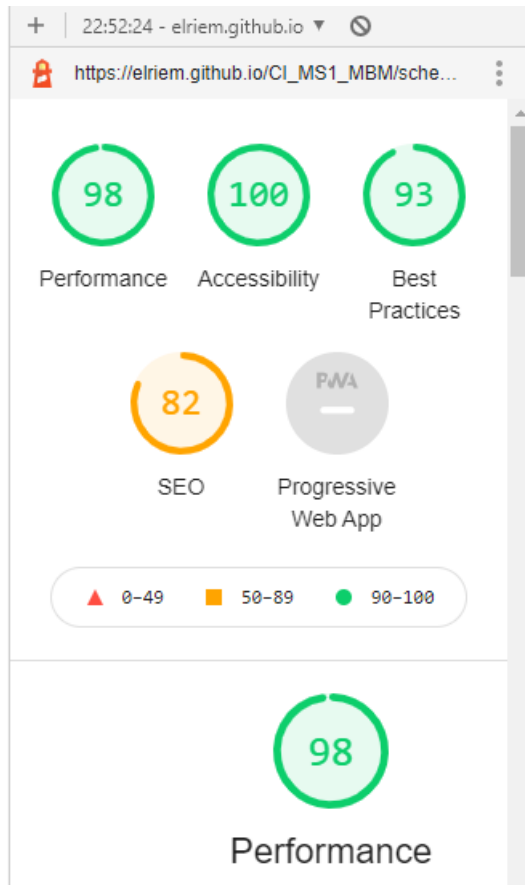 22:52:24 - elriem.github.io ▼
https://elriem.github.io/CI_MS1_MBM/sche...
98 100 93
Performance Accessibility Best Practices
82 PWA
SEO Progressive Web App
0–49 50–89 90–100
98
Performance